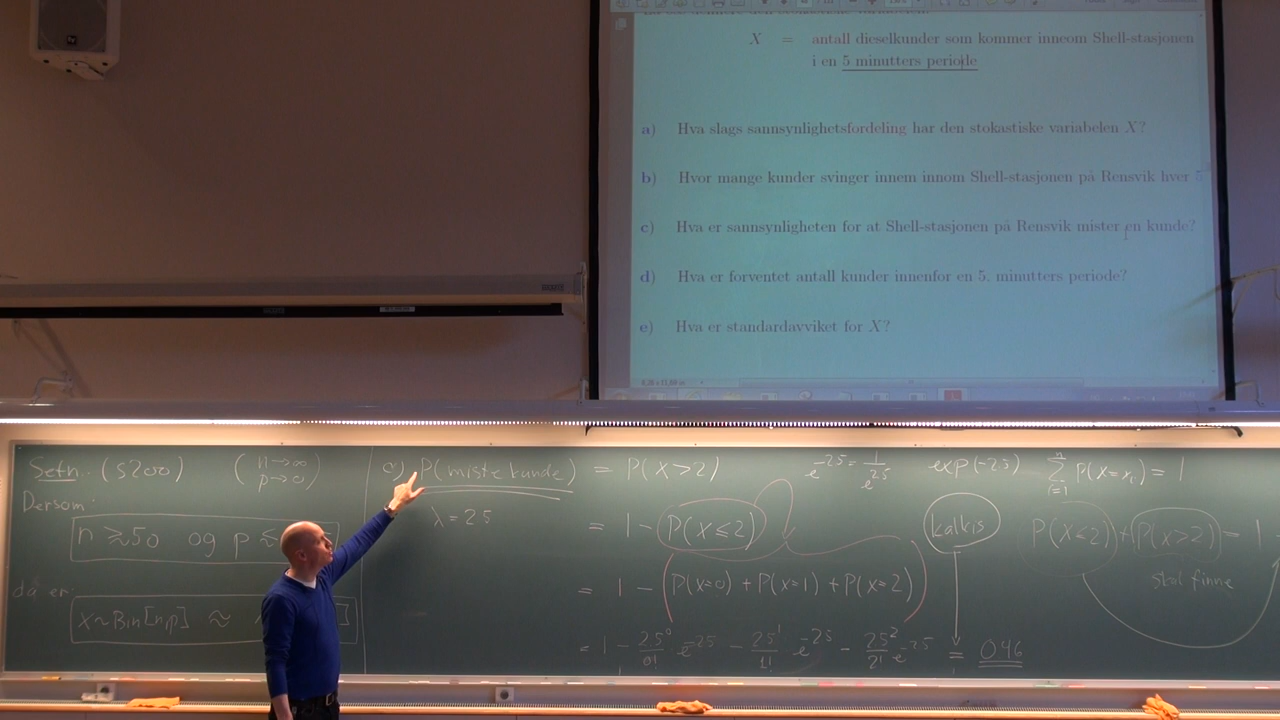 X = antall dieselkunder som kommer inneom Shell-stasjonen
i en 5 minutters periode
a) Hva slags sannsynlighetsfordeling har den stokastiske variabelen X?
b) Hvor mange kunder svinger innem innom Shell-stasjonen på Rensvik hver 5
c) Hva er sannsynligheten for at Shell-stasjonen på Rensvik mister en kunde?
d) Hva er forventet antall kunder innenfor en 5. minutters periode?
e) Hva er standardavviket for X?
Setn. (S200) (n→∞ p→0)
Dersom:
n ≥ 50 og p ≤
då er:
X~Bin[n,p] ≈
c) P(miste kunde) = P(X>2)
λ = 2.5
= 1 - P(X≤2)
= 1 - (P(X=0) + P(X=1) + P(X=2))
= 1 - 2.5⁰/0! e^-2.5 - 2.5¹/1! e^-2.5 - 2.5²/2! e^-2.5 = 0.46
e^-2.5 = 1/e^2.5 exp(-2.5)
kalkis
n Σ i=1 P(X=xᵢ) = 1
P(X≤2) + P(X>2) = 1
skal finne